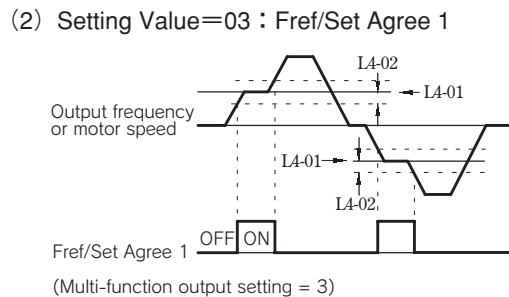 (2) Setting Value＝03：Fref/Set Agree 1
L4-02
L4-01
Output frequency
or motor speed
L4-01
L4-02
Fref/Set Agree 1
OFF ON
(Multi-function output setting = 3)